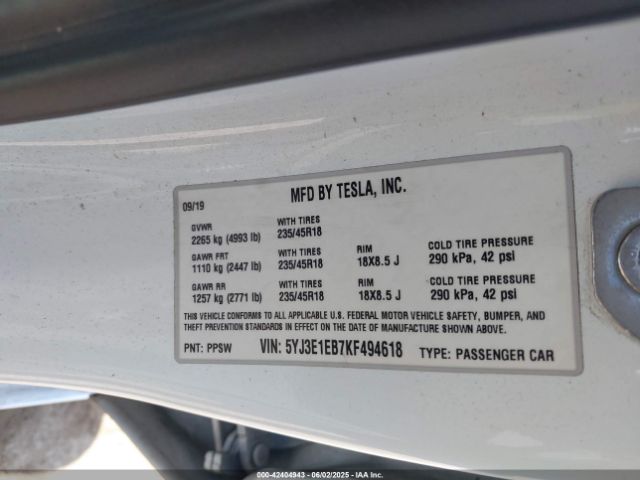 MFD BY TESLA, INC.
09/19
GVWR WITH TIRES
2265 kg (4993 lb) 235/45R18
GAWR FRT WITH TIRES RIM COLD TIRE PRESSURE
1110 kg (2447 lb) 235/45R18 18X8.5 J 290 kPa, 42 psi
GAWR RR WITH TIRES RIM COLD TIRE PRESSURE
1257 kg (2771 lb) 235/45R18 18X8.5 J 290 kPa, 42 psi
THIS VEHICLE CONFORMS TO ALL APPLICABLE U.S. FEDERAL MOTOR VEHICLE SAFETY, BUMPER, AND
THEFT PREVENTION STANDARDS IN EFFECT ON THE DATE OF MANUFACTURE SHOWN ABOVE.
PNT: PPSW VIN: 5YJ3E1EB7KF494618 TYPE: PASSENGER CAR
000-42404943 - 06/02/2025 - IAA Inc.